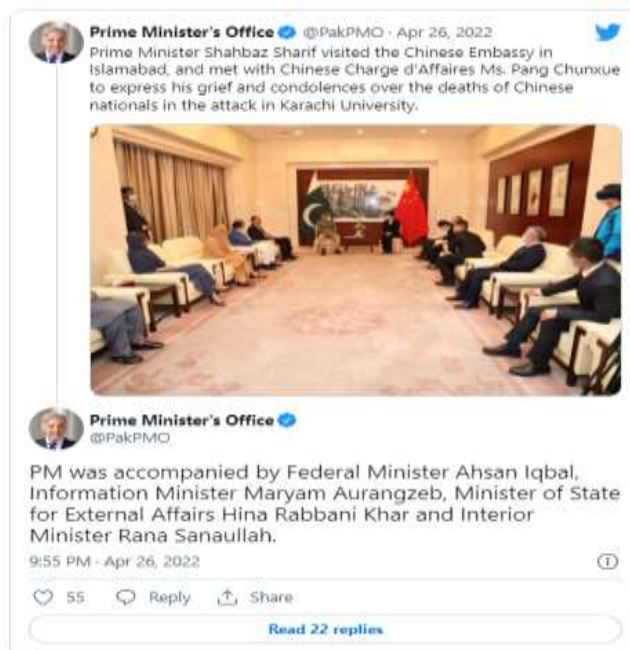 Prime Minister's Office @PakPMO · Apr 26, 2022
Prime Minister Shahbaz Sharif visited the Chinese Embassy in
Islamabad, and met with Chinese Charge d'Affaires Ms. Pang Chunxue
to express his grief and condolences over the deaths of Chinese
nationals in the attack in Karachi University.
Prime Minister's Office
@PakPMO
PM was accompanied by Federal Minister Ahsan Iqbal,
Information Minister Maryam Aurangzeb, Minister of State
for External Affairs Hina Rabbani Khar and Interior
Minister Rana Sanaullah.
9:55 PM · Apr 26, 2022
55 Reply Share
Read 22 replies